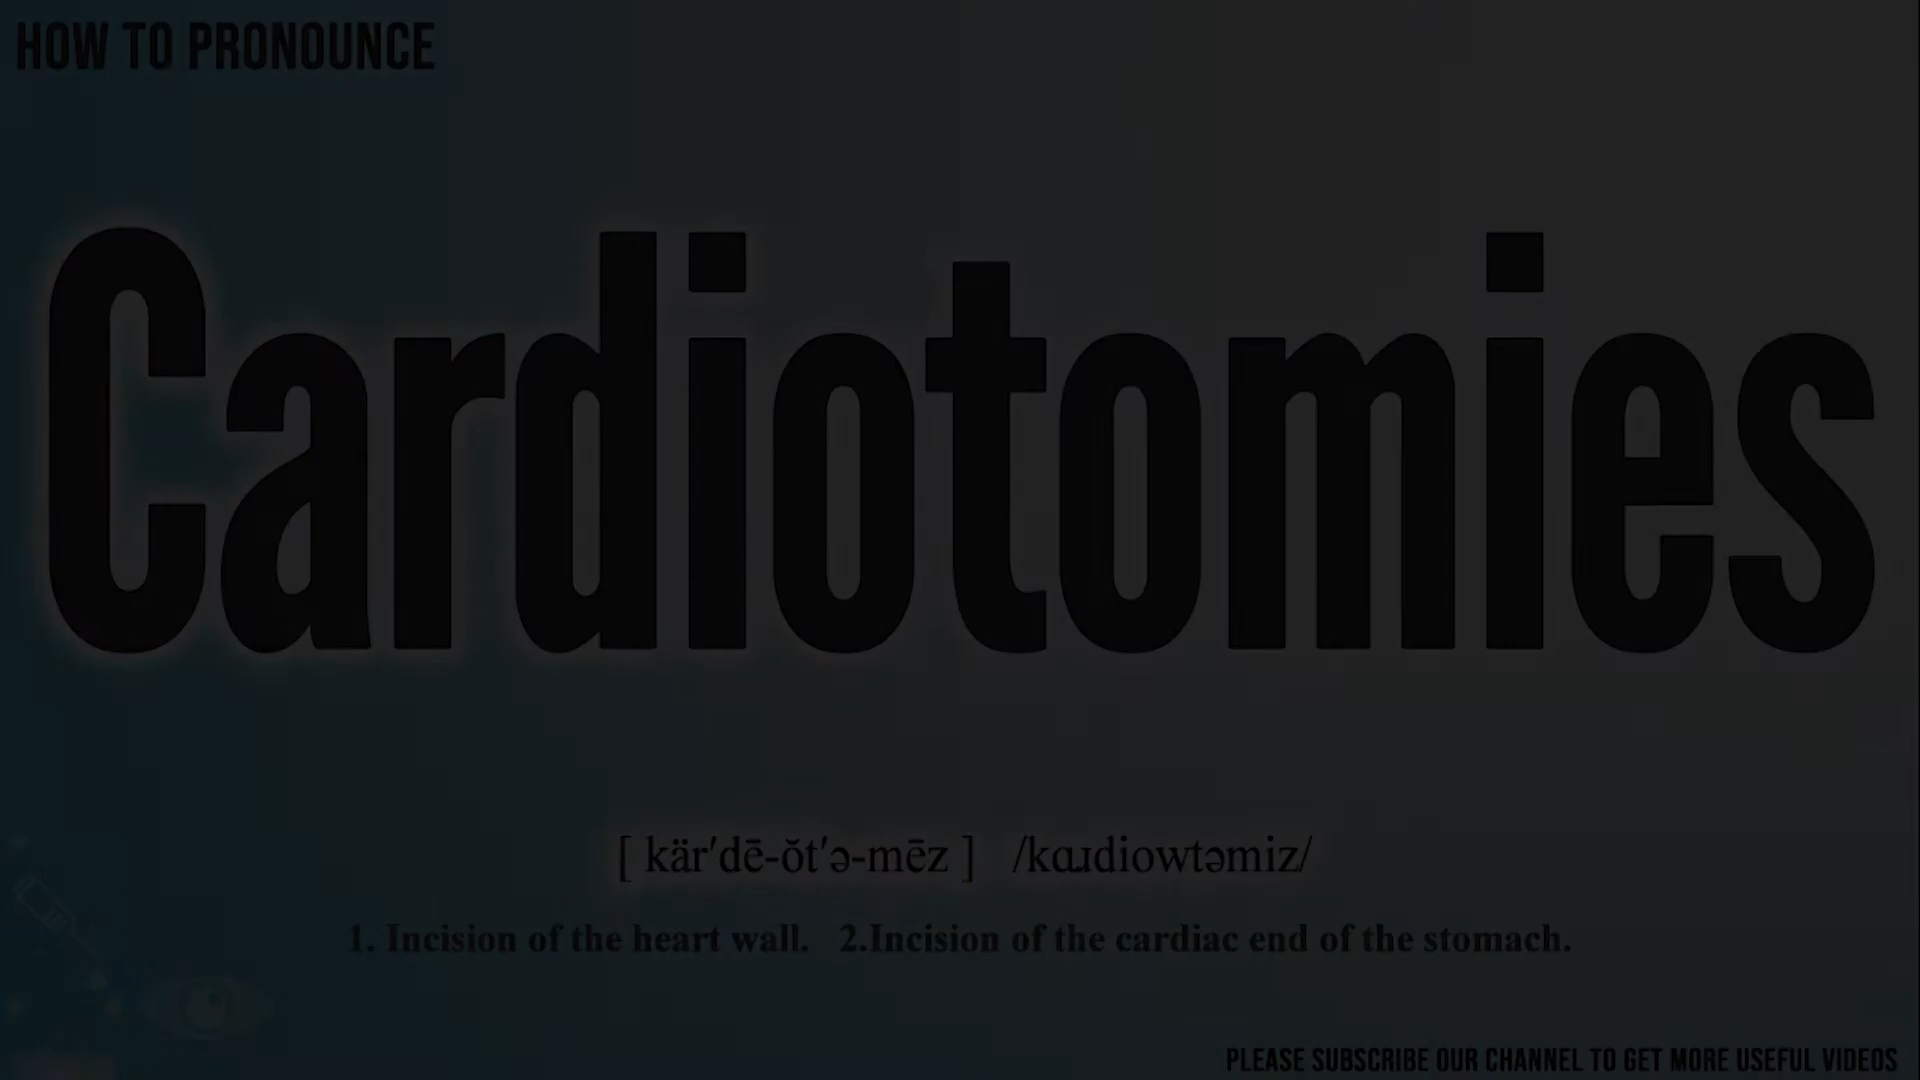 HOW TO PRONOUNCE
Cardiotomies
[ kär′dē-ŏt′ə-mēz ] /kɑɹdiowtəmiz/
1. Incision of the heart wall. 2.Incision of the cardiac end of the stomach.
PLEASE SUBSCRIBE OUR CHANNEL TO GET MORE USEFUL VIDEOS